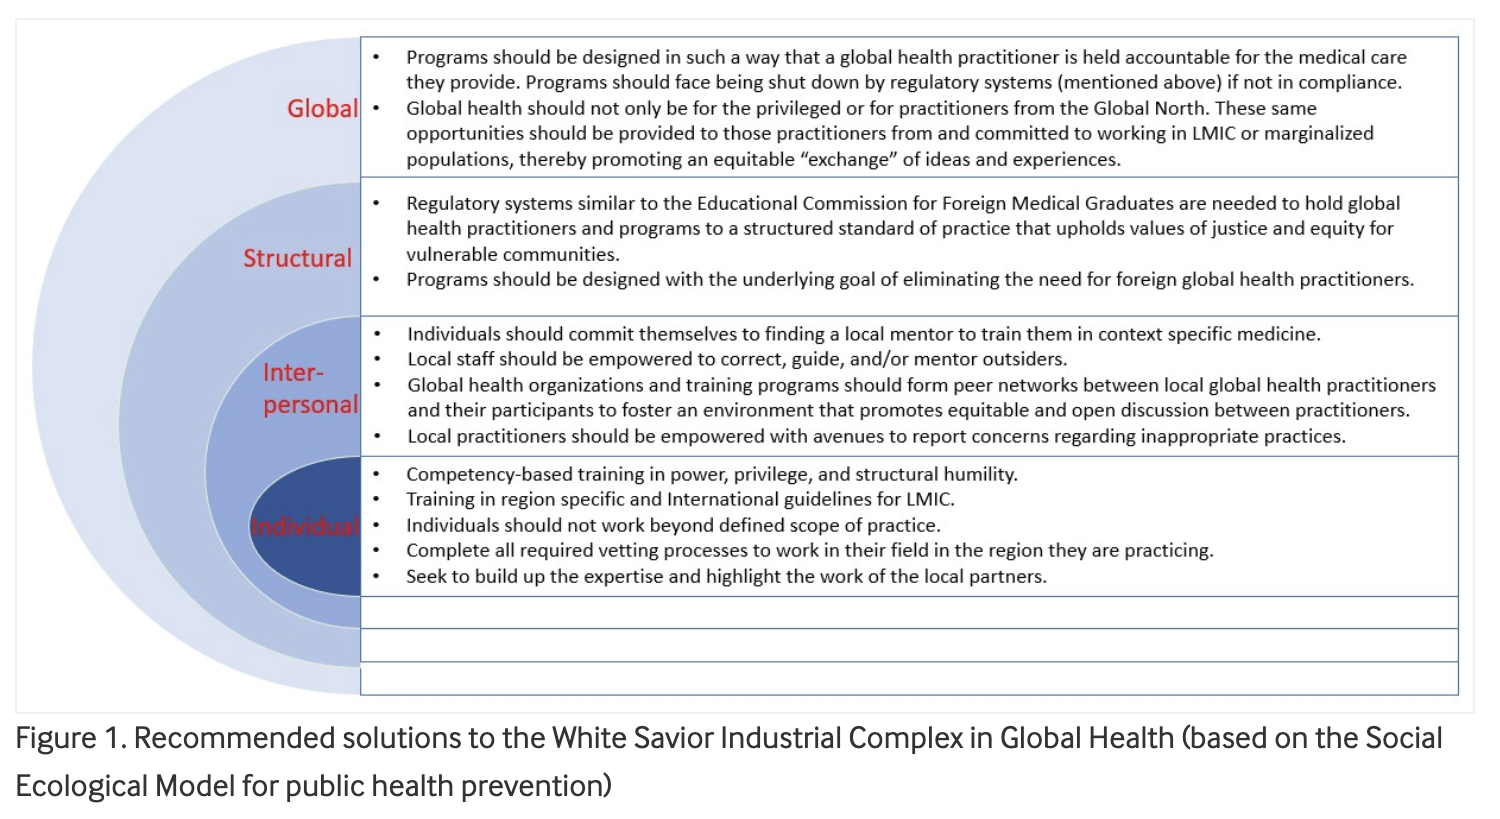 Global
• Programs should be designed in such a way that a global health practitioner is held accountable for the medical care
they provide. Programs should face being shut down by regulatory systems (mentioned above) if not in compliance.
• Global health should not only be for the privileged or for practitioners from the Global North. These same
opportunities should be provided to those practitioners from and committed to working in LMIC or marginalized
populations, thereby promoting an equitable “exchange” of ideas and experiences.
Structural
• Regulatory systems similar to the Educational Commission for Foreign Medical Graduates are needed to hold global
health practitioners and programs to a structured standard of practice that upholds values of justice and equity for
vulnerable communities.
• Programs should be designed with the underlying goal of eliminating the need for foreign global health practitioners.
Inter-
personal
• Individuals should commit themselves to finding a local mentor to train them in context specific medicine.
• Local staff should be empowered to correct, guide, and/or mentor outsiders.
• Global health organizations and training programs should form peer networks between local global health practitioners
and their participants to foster an environment that promotes equitable and open discussion between practitioners.
• Local practitioners should be empowered with avenues to report concerns regarding inappropriate practices.
Individual
• Competency-based training in power, privilege, and structural humility.
• Training in region specific and International guidelines for LMIC.
• Individuals should not work beyond defined scope of practice.
• Complete all required vetting processes to work in their field in the region they are practicing.
• Seek to build up the expertise and highlight the work of the local partners.
Figure 1. Recommended solutions to the White Savior Industrial Complex in Global Health (based on the Social
Ecological Model for public health prevention)